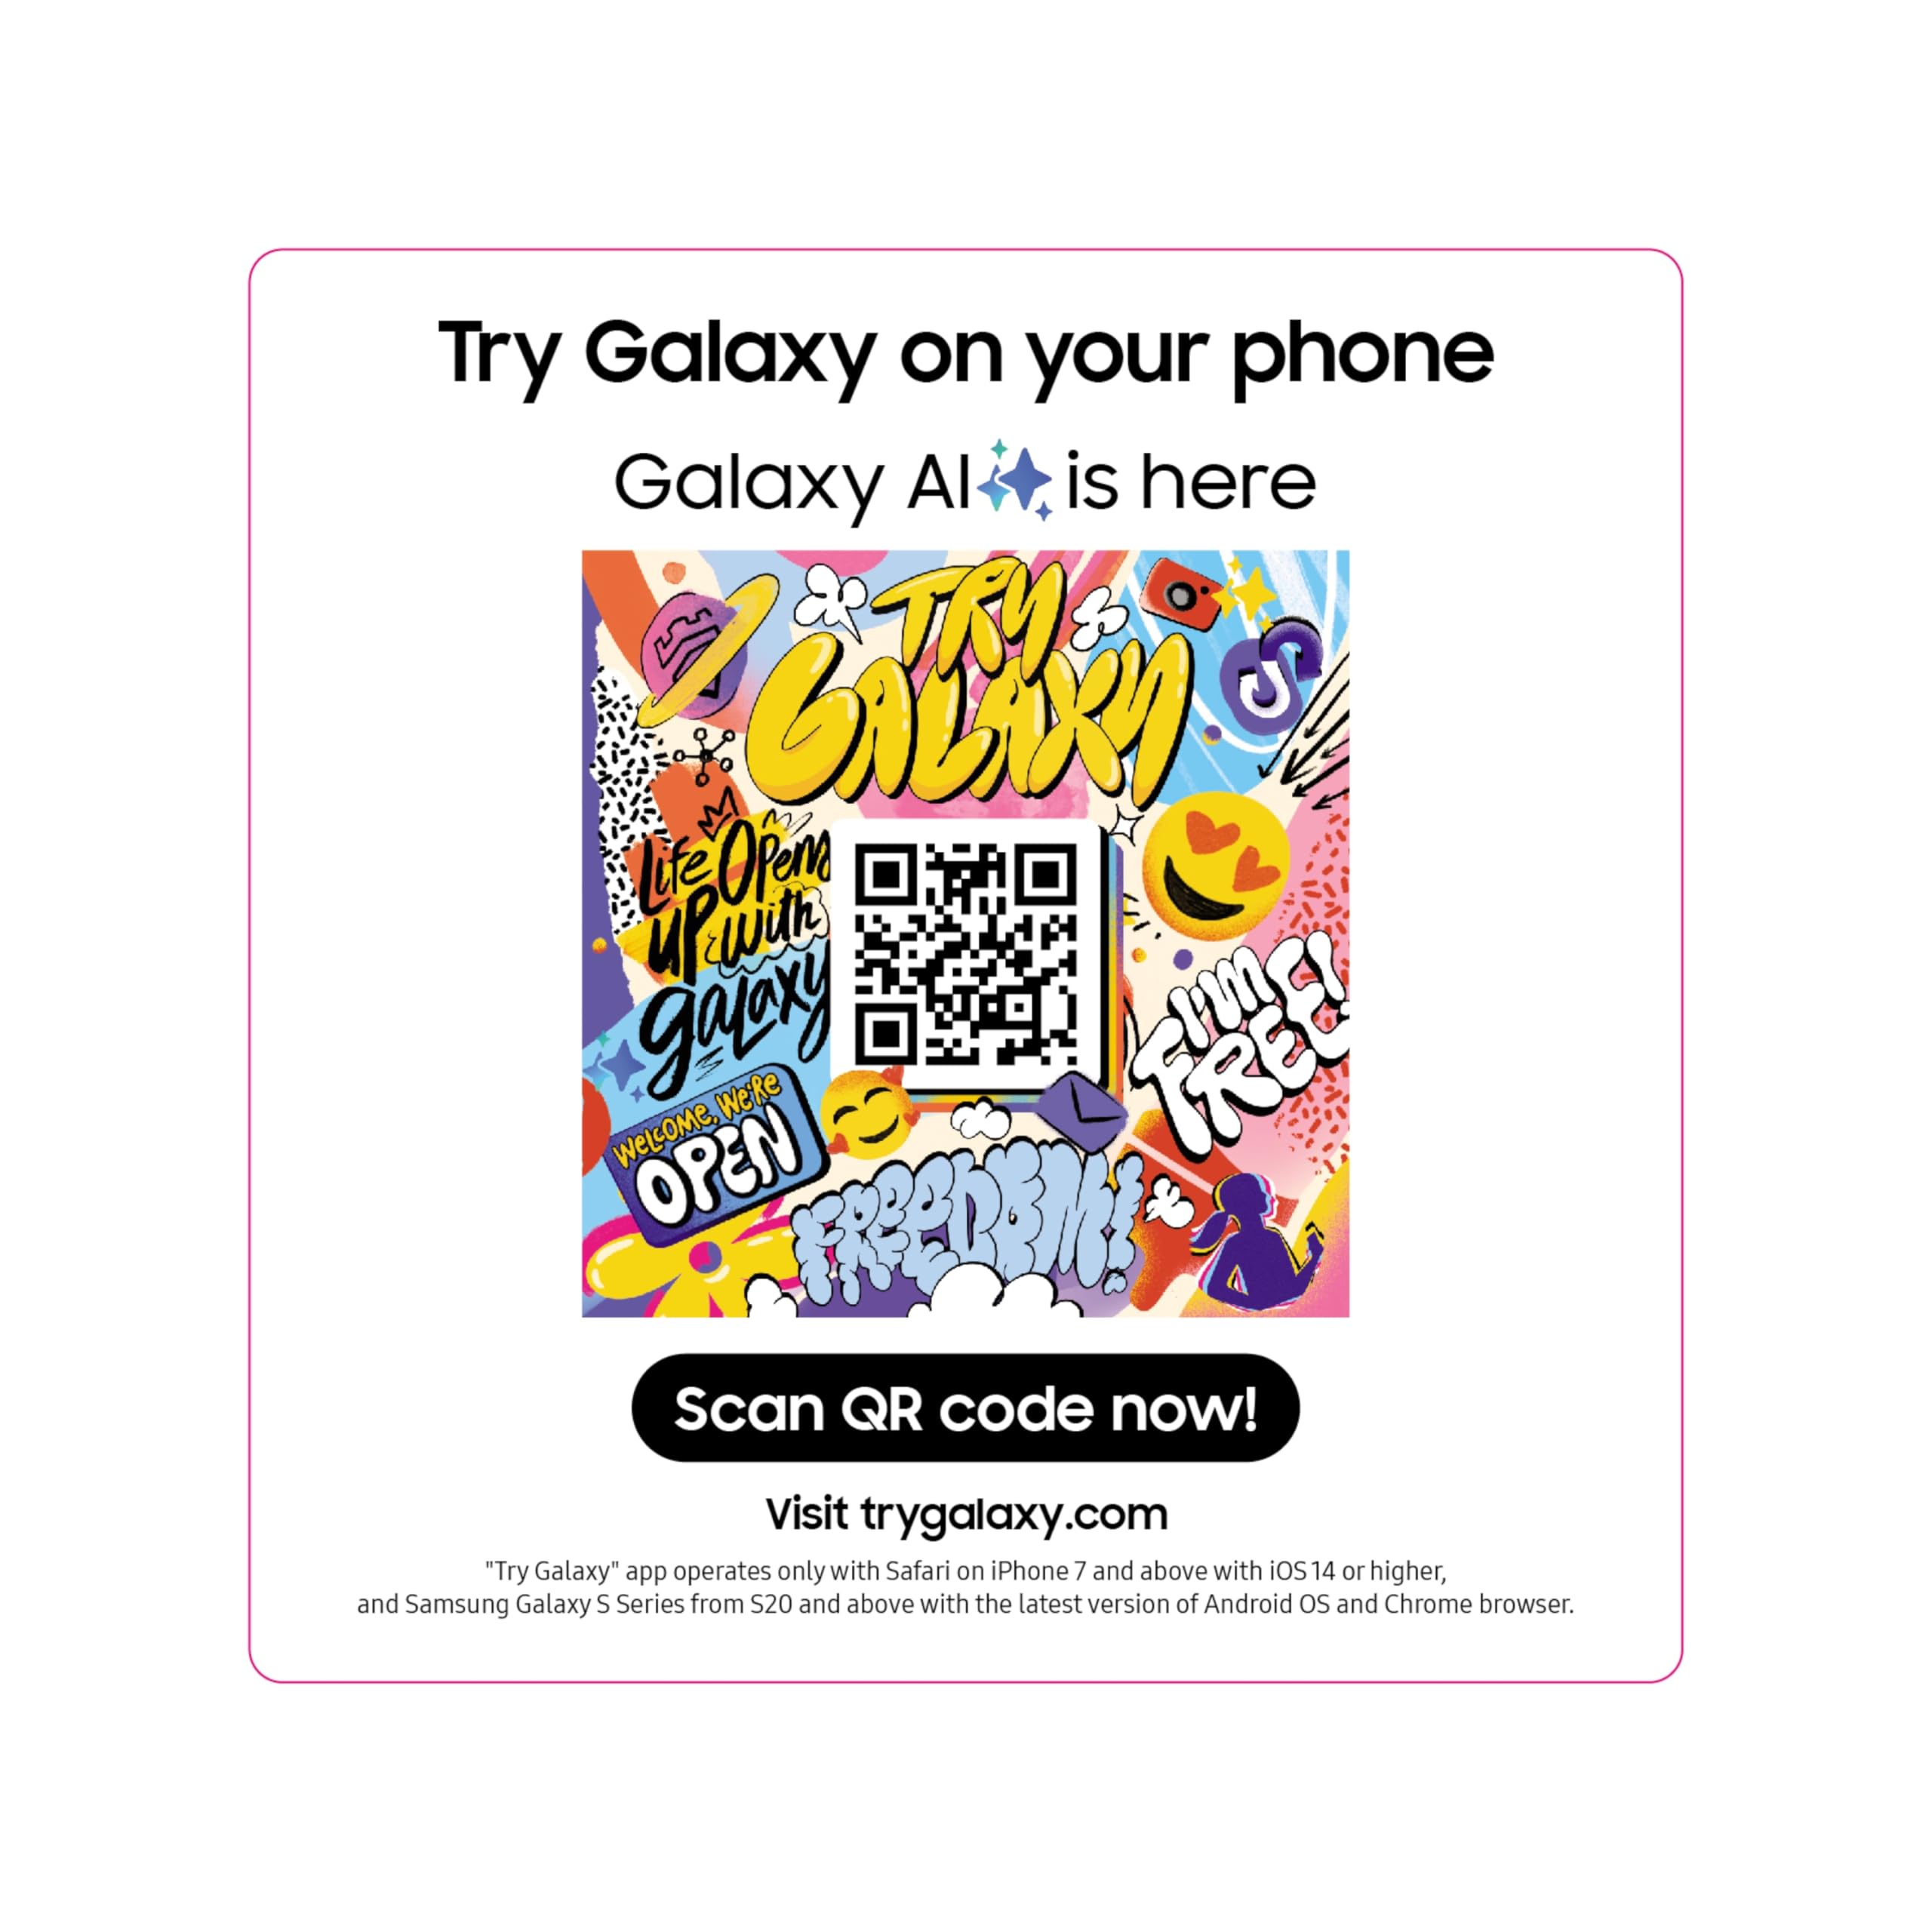 Try Galaxy on your phone
Galaxy AI is here
TRY
GALAXY
Life Opens
UP with
galaxy
I'M
FREE!
WELCOME, WE'RE
OPEN
FREEDOM!
Scan QR code now!
Visit trygalaxy.com
"Try Galaxy" app operates only with Safari on iPhone 7 and above with iOS 14 or higher,
and Samsung Galaxy S Series from S20 and above with the latest version of Android OS and Chrome browser.